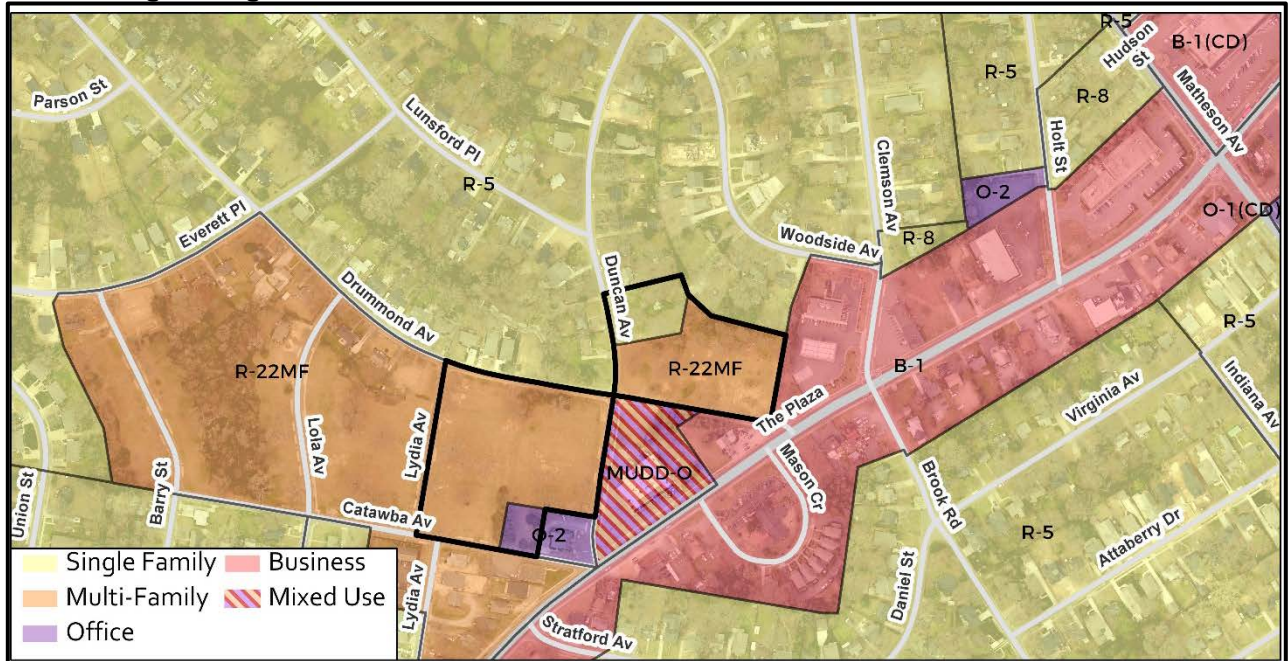 R-5
Hudson St
B-1(CD)
Parson St
R-5
Matheson Av
R-8
Lunsford Pl
Clemson Av
Holt St
R-5
O-2
O-1(CD)
Everett Pl
R-8
Woodside Av
Duncan Av
Drummond Av
R-5
R-22MF
R-22MF
B-1
Virginia Av
Indiana Av
Lola Av
Lydia Av
The Plaza
MUDD-O
Mason Cr
Brook Rd
Union St
Barry St
Catawba Av
O-2
R-5
Attaberry Dr
Daniel St
Lydia Av
Stratford Av
Single Family
Business
Multi-Family
Mixed Use
Office